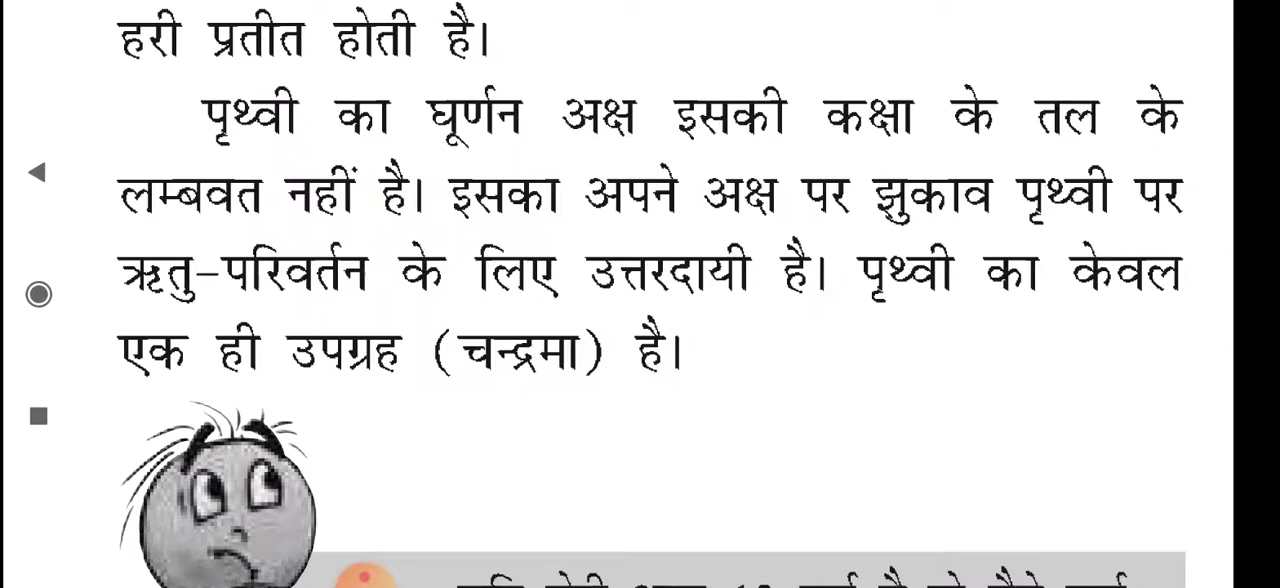 हरी प्रतीत होती है।
पृथ्वी का घूर्णन अक्ष इसकी कक्षा के तल के
लम्बवत नहीं है। इसका अपने अक्ष पर झुकाव पृथ्वी पर
ऋतु-परिवर्तन के लिए उत्तरदायी है। पृथ्वी का केवल
एक ही उपग्रह (चन्द्रमा) है।